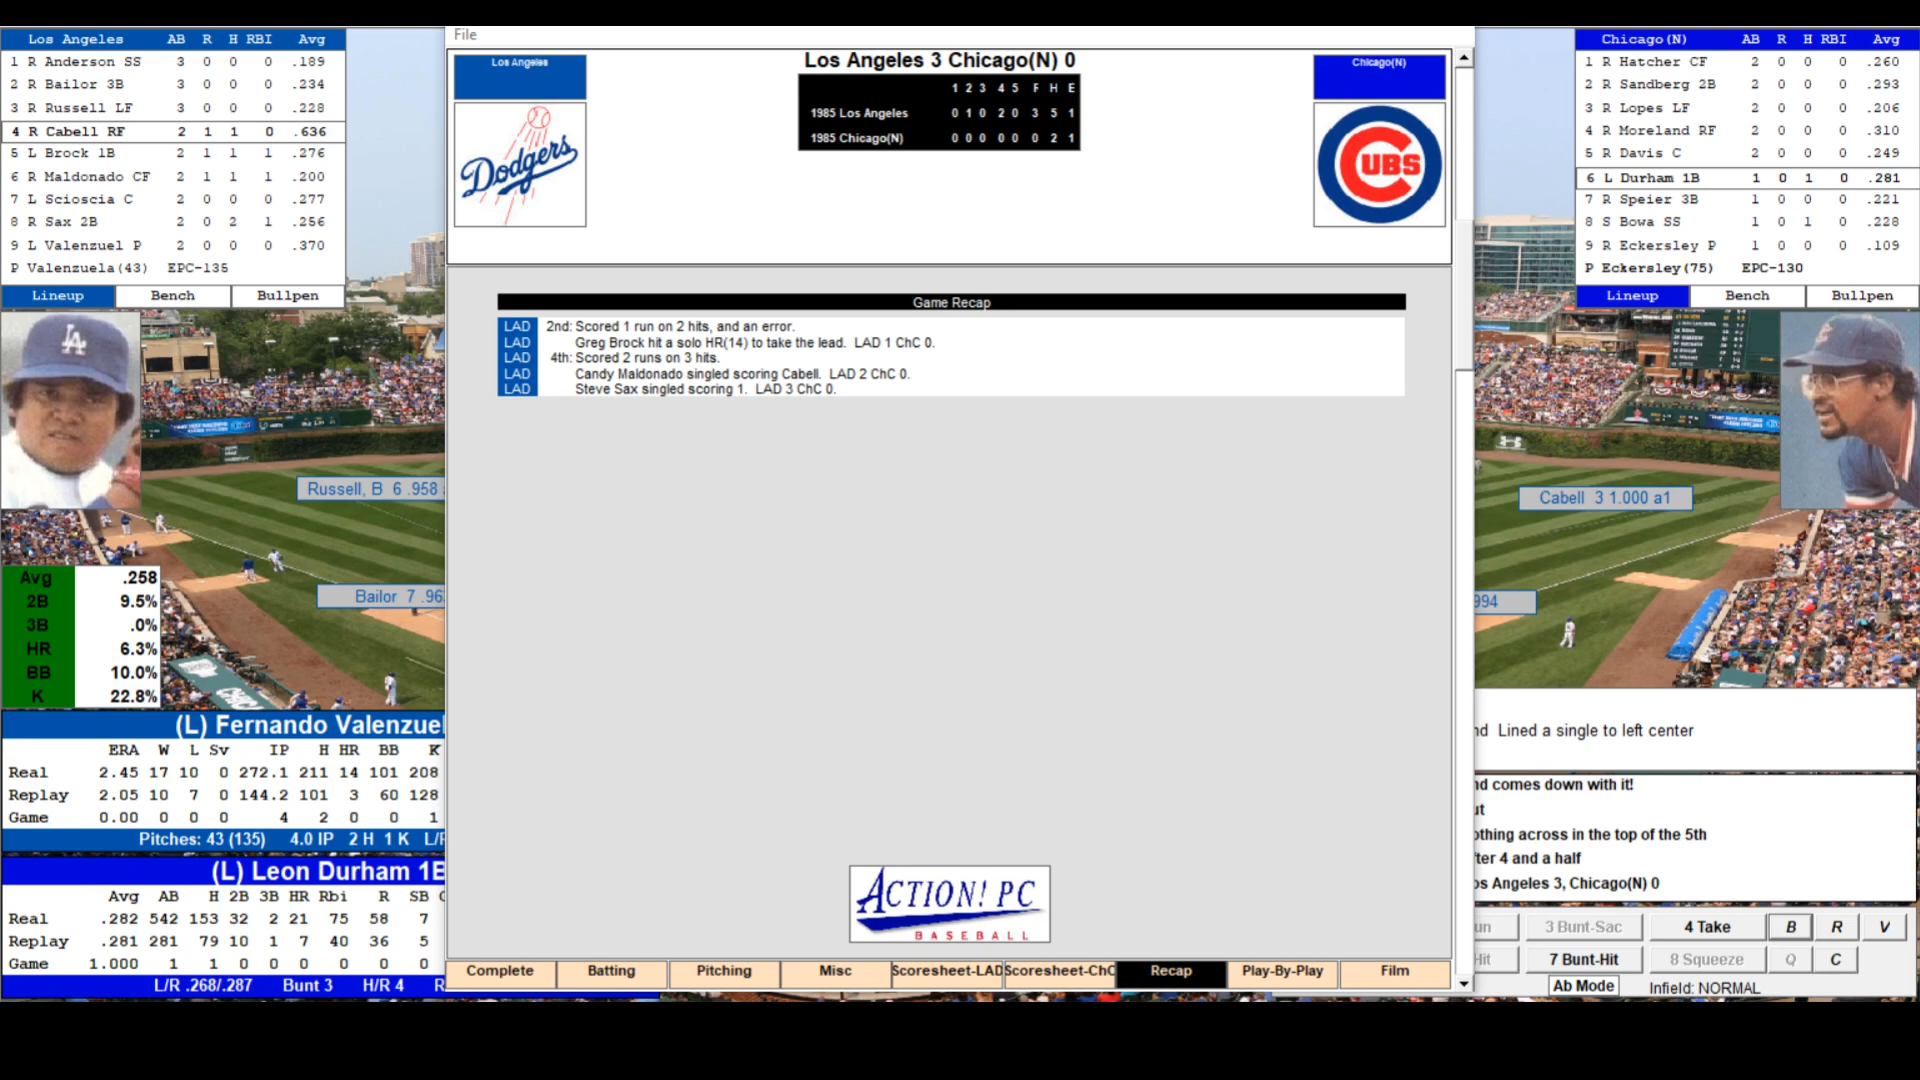 Los Angeles AB R H RBI Avg
1 R Anderson SS 3 0 0 0 .189
2 R Bailor 3B 3 0 0 0 .234
3 R Russell LF 3 0 0 0 .228
4 R Cabell RF 2 1 1 0 .636
5 L Brock 1B 2 1 1 1 .276
6 R Maldonado CF 2 1 1 1 .200
7 L Scioscia C 2 0 0 0 .277
8 R Sax 2B 2 0 2 1 .256
9 L Valenzuel P 2 0 0 0 .370
P Valenzuela(43) EPC-135
Lineup Bench Bullpen
File
Los Angeles
Los Angeles 3 Chicago(N) 0
1 2 3 4 5 F H E
1985 Los Angeles 0 1 0 2 0 3 5 1
1985 Chicago(N) 0 0 0 0 0 0 2 1
Dodgers
Chicago(N)
CUBS
Chicago(N) AB R H RBI Avg
1 R Hatcher CF 2 0 0 0 .260
2 R Sandberg 2B 2 0 0 0 .293
3 R Lopes LF 2 0 0 0 .206
4 R Moreland RF 2 0 0 0 .310
5 R Davis C 2 0 0 0 .249
6 L Durham 1B 1 0 1 0 .281
7 R Speier 3B 1 0 0 0 .221
8 S Bowa SS 1 0 1 0 .228
9 R Eckersley P 1 0 0 0 .109
P Eckersley(75) EPC-130
Lineup Bench Bullpen
Game Recap
LAD 2nd: Scored 1 run on 2 hits, and an error.
LAD Greg Brock hit a solo HR(14) to take the lead. LAD 1 ChC 0.
LAD 4th: Scored 2 runs on 3 hits.
LAD Candy Maldonado singled scoring Cabell. LAD 2 ChC 0.
LAD Steve Sax singled scoring 1. LAD 3 ChC 0.
LA
Russell, B 6 .958
Cabell 3 1.000 a1
Bailor 7 .96
994
Avg .258
2B 9.5%
3B .0%
HR 6.3%
BB 10.0%
K 22.8%
(L) Fernando Valenzuel
ERA W L Sv IP H HR BB K
Real 2.45 17 10 0 272.1 211 14 101 208
Replay 2.05 10 7 0 144.2 101 3 60 128
Game 0.00 0 0 0 4 2 0 0 1
Pitches: 43 (135) 4.0 IP 2 H 1 K L/R
(L) Leon Durham 1B
Avg AB H 2B 3B HR Rbi R SB C
Real .282 542 153 32 2 21 75 58 7
Replay .281 281 79 10 1 7 40 36 5
Game 1.000 1 1 0 0 0 0 0 0
L/R .268/.287 Bunt 3 H/R 4 R
nd Lined a single to left center
nd comes down with it!
ut
othing across in the top of the 5th
fter 4 and a half
os Angeles 3, Chicago(N) 0
ACTION! PC
BASEBALL
Complete Batting Pitching Misc Scoresheet-LAD Scoresheet-ChC Recap Play-By-Play Film
un 3 Bunt-Sac 4 Take B R V
Hit 7 Bunt-Hit 8 Squeeze Q C
Ab Mode Infield: NORMAL